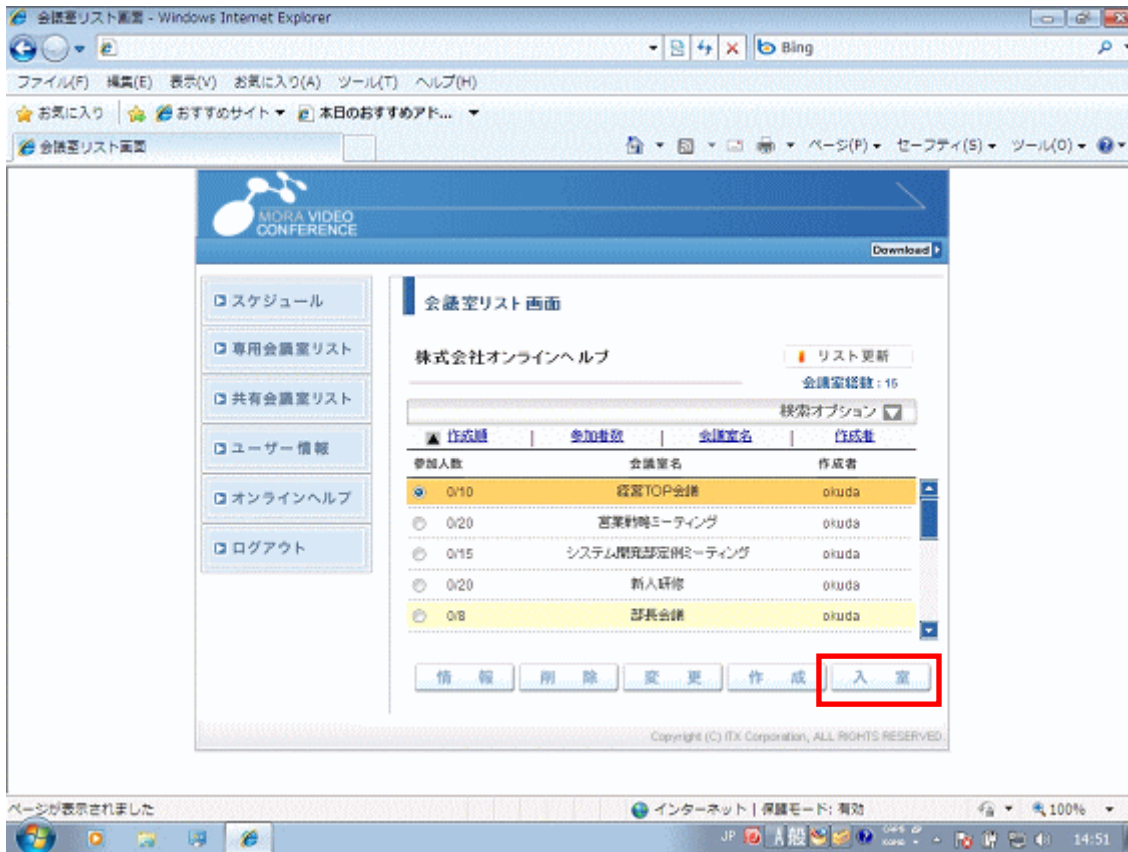 会議室リスト画面 - Windows Internet Explorer
Bing
ファイル(F) 編集(E) 表示(V) お気に入り(A) ツール(T) ヘルプ(H)
お気に入り おすすめサイト 本日のおすすめアド...
会議室リスト画面 ページ(P) セーフティ(S) ツール(O)
MORA VIDEO
CONFERENCE
Download
スケジュール
専用会議室リスト
共有会議室リスト
ユーザー情報
オンラインヘルプ
ログアウト
会議室リスト画面
株式会社オンラインヘルプ リスト更新
会議室総数 : 15
検索オプション
作成順 | 参加者数 | 会議室名 | 作成者
参加人数 会議室名 作成者
0/10 経営TOP会議 okuda
0/20 営業戦略ミーティング okuda
0/15 システム開発部定例ミーティング okuda
0/20 新人研修 okuda
0/8 部長会議 okuda
情報 削除 変更 作成 入室
Copyright (C) ITX Corporation, ALL RIGHTS RESERVED.
ページが表示されました インターネット | 保護モード: 有効 100%
JP A 般 14:51